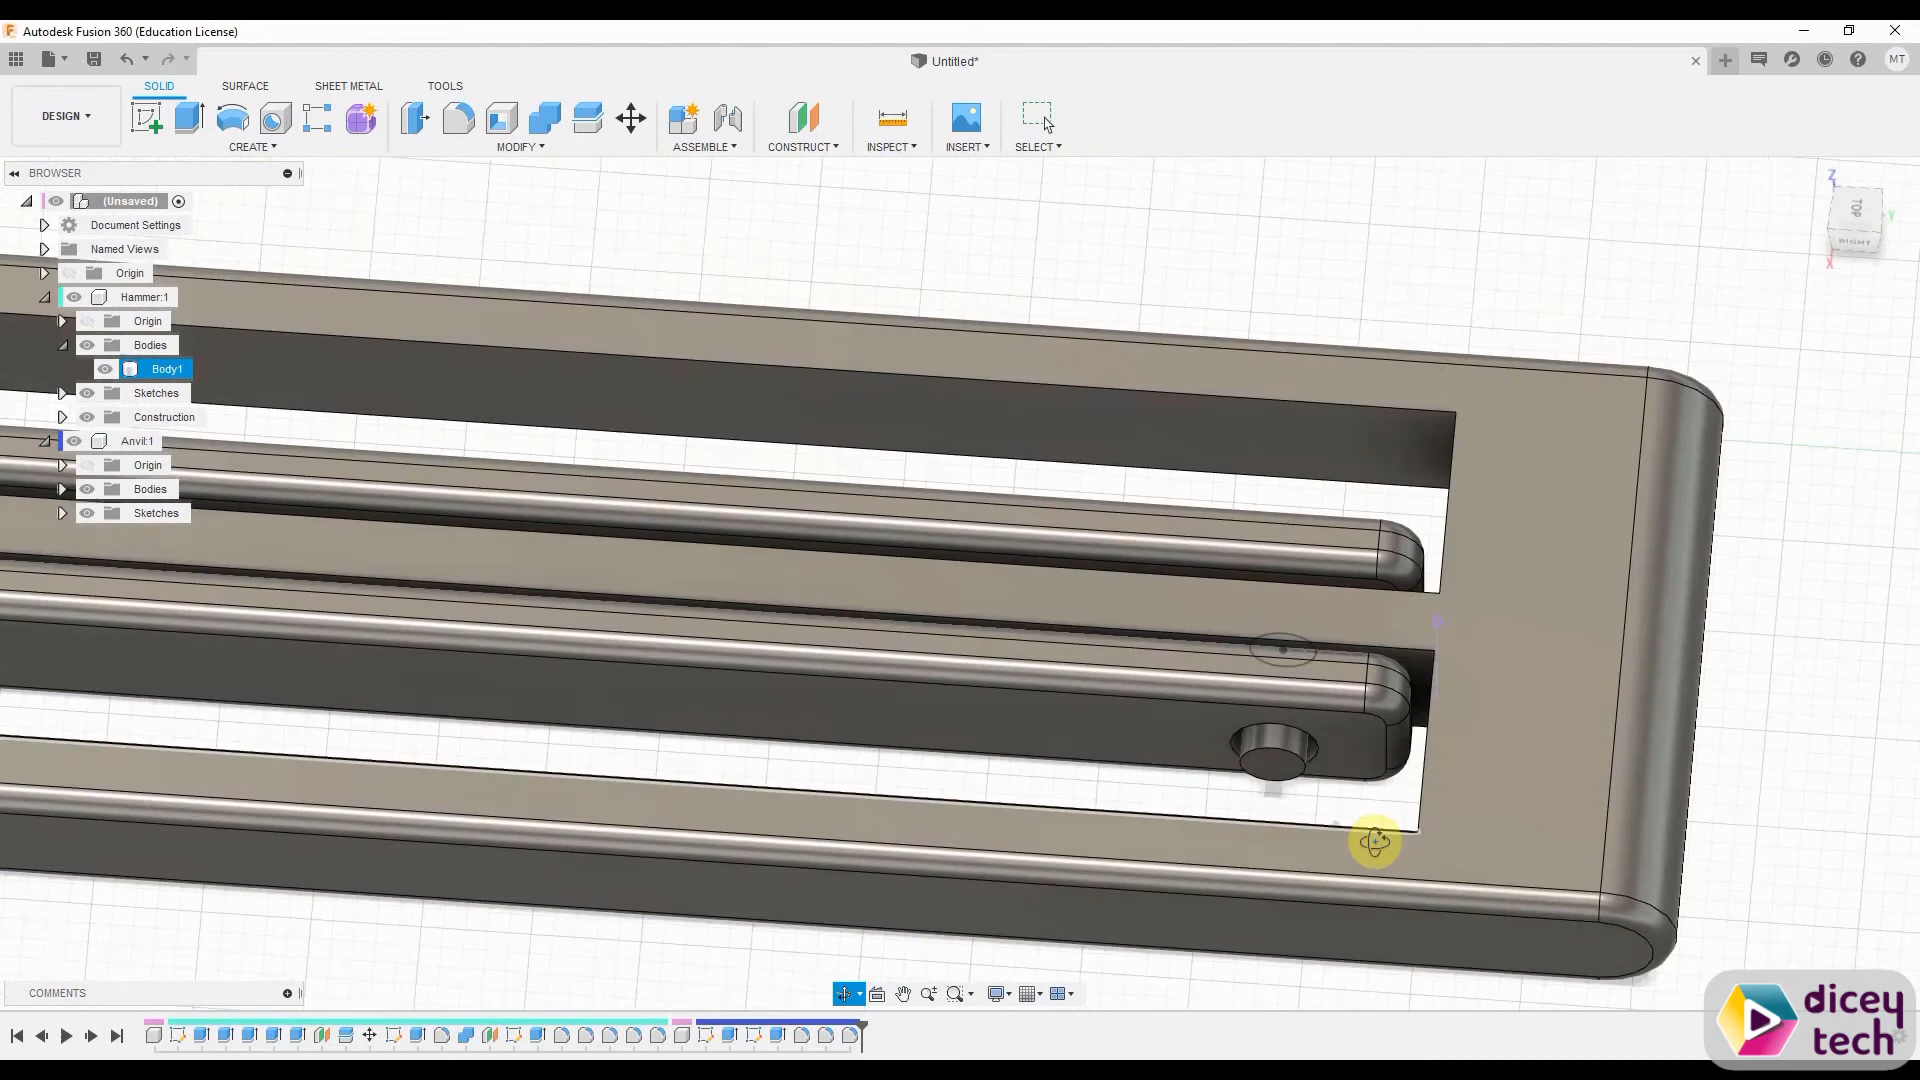 Autodesk Fusion 360 (Education License)
Untitled*
MT
DESIGN
SOLID
SURFACE
SHEET METAL
TOOLS
CREATE
MODIFY
ASSEMBLE
CONSTRUCT
INSPECT
INSERT
SELECT
BROWSER
(Unsaved)
Document Settings
Named Views
Origin
Hammer:1
Origin
Bodies
Body1
Sketches
Construction
Anvil:1
Origin
Bodies
Sketches
Z
TOP
Y
RIGHT
X
COMMENTS
dicey
tech